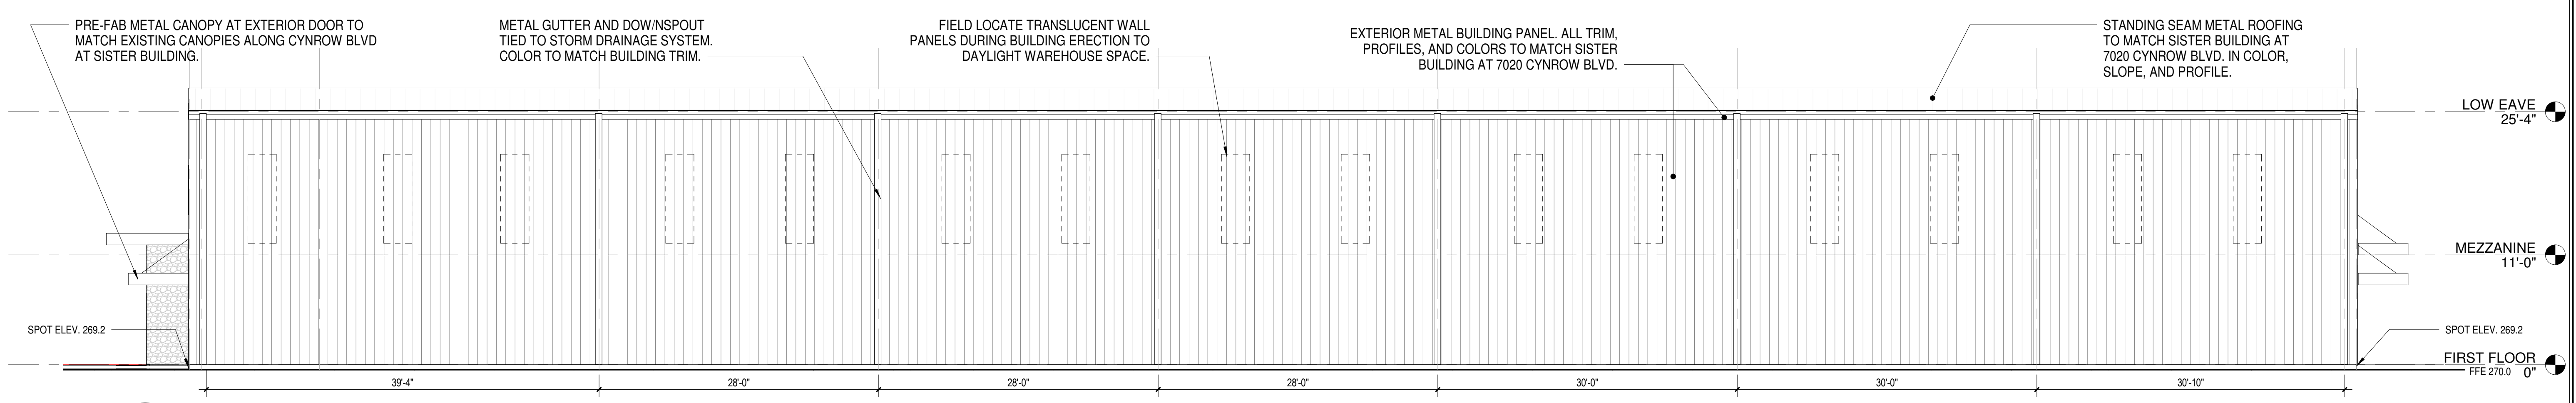 PRE-FAB METAL CANOPY AT EXTERIOR DOOR TO
MATCH EXISTING CANOPIES ALONG CYNROW BLVD
AT SISTER BUILDING.
METAL GUTTER AND DOW/NSPOUT
TIED TO STORM DRAINAGE SYSTEM.
COLOR TO MATCH BUILDING TRIM.
FIELD LOCATE TRANSLUCENT WALL
PANELS DURING BUILDING ERECTION TO
DAYLIGHT WAREHOUSE SPACE.
EXTERIOR METAL BUILDING PANEL. ALL TRIM,
PROFILES, AND COLORS TO MATCH SISTER
BUILDING AT 7020 CYNROW BLVD.
STANDING SEAM METAL ROOFING
TO MATCH SISTER BUILDING AT
7020 CYNROW BLVD. IN COLOR,
SLOPE, AND PROFILE.
LOW EAVE
25'-4"
MEZZANINE
11'-0"
SPOT ELEV. 269.2
SPOT ELEV. 269.2
FIRST FLOOR
FFE 270.0 0"
39'-4"
28'-0"
28'-0"
28'-0"
30'-0"
30'-0"
30'-10"